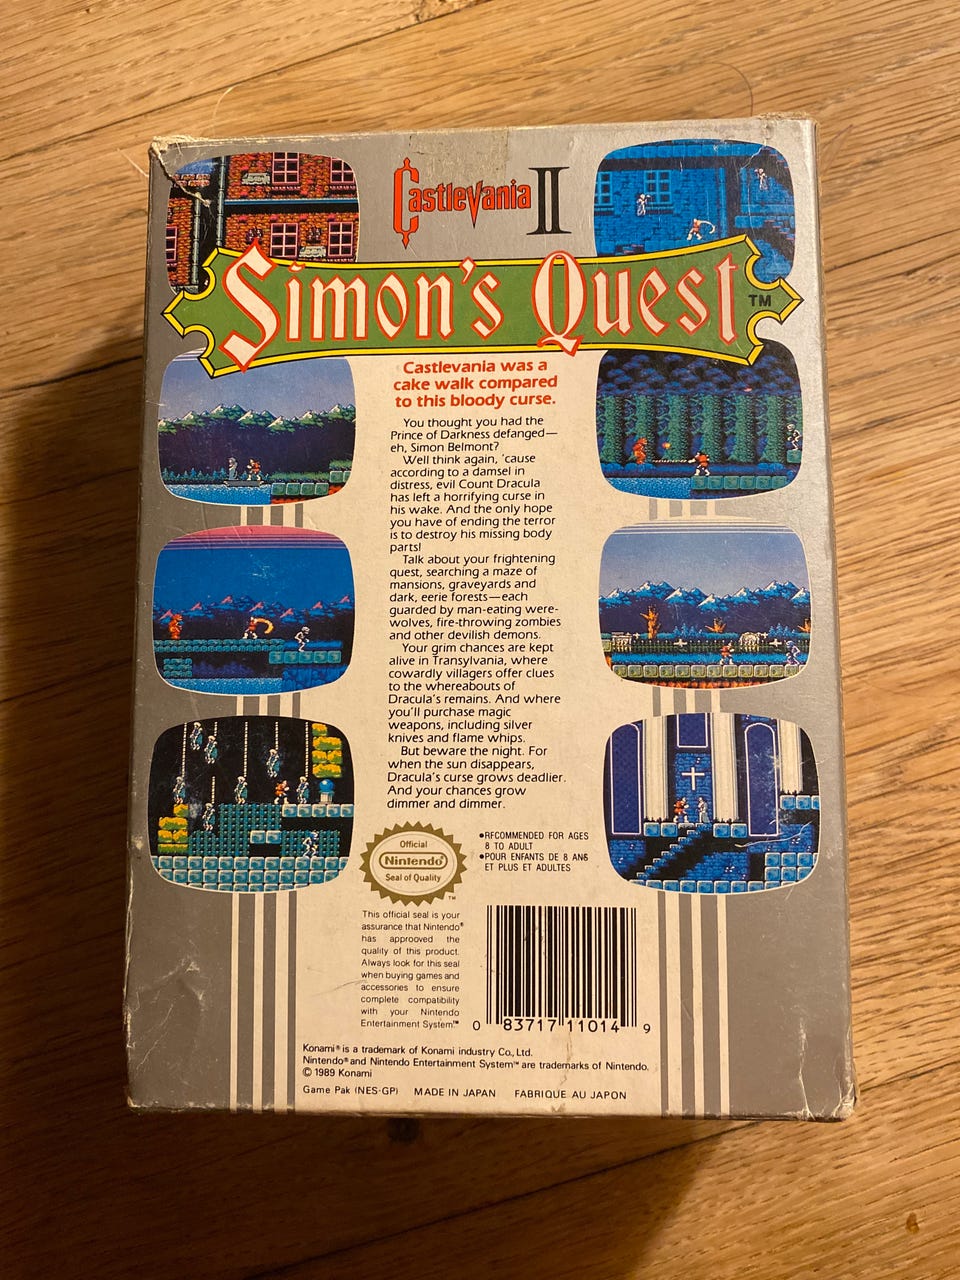 Castlevania II
Simon's Quest™
Castlevania was a
cake walk compared
to this bloody curse.
You thought you had the
Prince of Darkness defanged—
eh, Simon Belmont?
Well think again, 'cause
according to a damsel in
distress, evil Count Dracula
has left a horrifying curse in
his wake. And the only hope
you have of ending the terror
is to destroy his missing body
parts!
Talk about your frightening
quest, searching a maze of
mansions, graveyards and
dark, eerie forests—each
guarded by man-eating were-
wolves, fire-throwing zombies
and other devilish demons.
Your grim chances are kept
alive in Transylvania, where
cowardly villagers offer clues
to the whereabouts of
Dracula's remains. And where
you'll purchase magic
weapons, including silver
knives and flame whips.
But beware the night. For
when the sun disappears,
Dracula's curse grows deadlier.
And your chances grow
dimmer and dimmer.
Official
Nintendo®
Seal of Quality
™
•RECOMMENDED FOR AGES
8 TO ADULT
•POUR ENFANTS DE 8 ANS
ET PLUS ET ADULTES
This official seal is your
assurance that Nintendo®
has approoved the
quality of this product.
Always look for this seal
when buying games and
accessories to ensure
complete compatibility
with your Nintendo
Entertainment System™
0 83717 11014 9
Konami® is a trademark of Konami industry Co., Ltd.
Nintendo® and Nintendo Entertainment System™ are trademarks of Nintendo.
© 1989 Konami
Game Pak (NES-GP) MADE IN JAPAN FABRIQUE AU JAPON